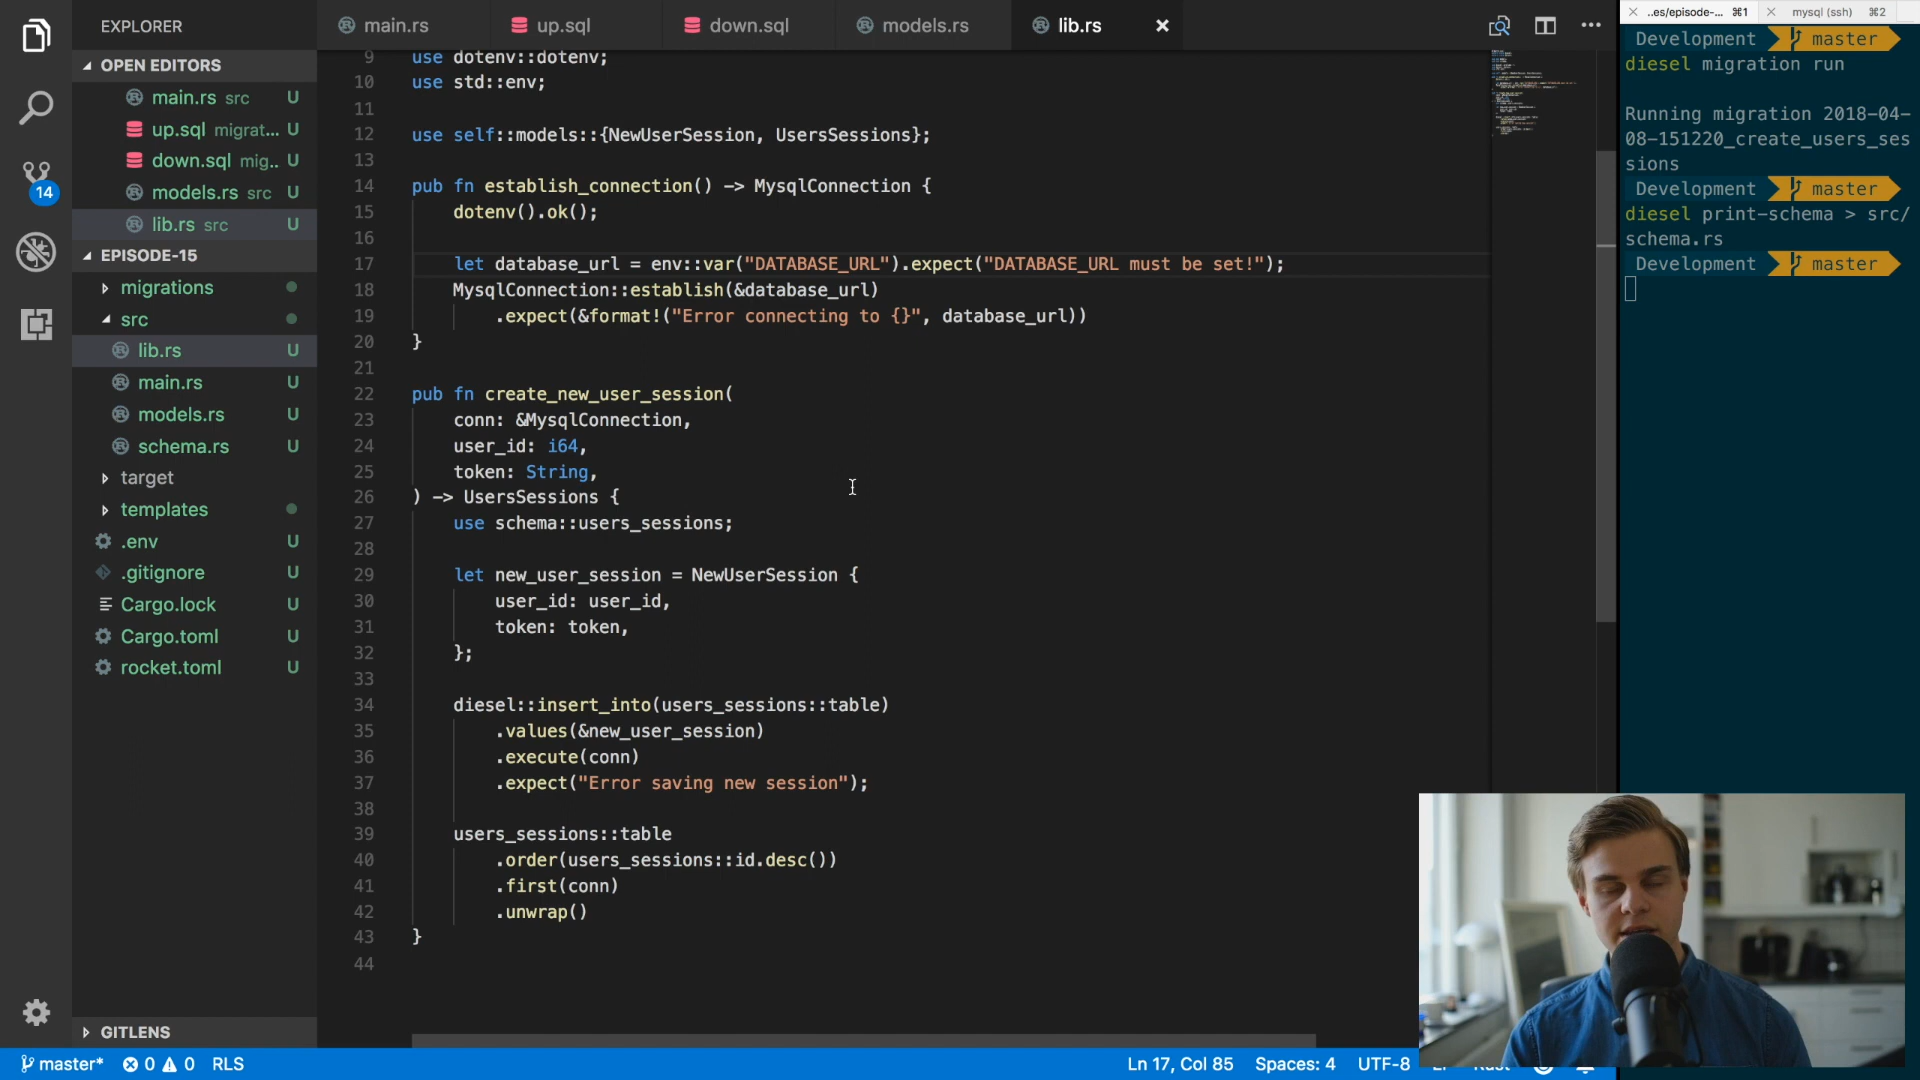 EXPLORER
OPEN EDITORS
main.rs src U
up.sql migrat... U
down.sql mig.. U
models.rs src U
lib.rs src U
14
EPISODE-15
migrations
src
lib.rs U
main.rs U
models.rs U
schema.rs U
target
templates
.env U
.gitignore U
Cargo.lock U
Cargo.toml U
rocket.toml U
GITLENS
main.rs up.sql down.sql models.rs lib.rs
9 use dotenv::dotenv;
10 use std::env;
11
12 use self::models::{NewUserSession, UsersSessions};
13
14 pub fn establish_connection() -> MysqlConnection {
15 dotenv().ok();
16
17 let database_url = env::var("DATABASE_URL").expect("DATABASE_URL must be set!");
18 MysqlConnection::establish(&database_url)
19 .expect(&format!("Error connecting to {}", database_url))
20 }
21
22 pub fn create_new_user_session(
23 conn: &MysqlConnection,
24 user_id: i64,
25 token: String,
26 ) -> UsersSessions {
27 use schema::users_sessions;
28
29 let new_user_session = NewUserSession {
30 user_id: user_id,
31 token: token,
32 };
33
34 diesel::insert_into(users_sessions::table)
35 .values(&new_user_session)
36 .execute(conn)
37 .expect("Error saving new session");
38
39 users_sessions::table
40 .order(users_sessions::id.desc())
41 .first(conn)
42 .unwrap()
43 }
44
..es/episode-... ⌘1 mysql (ssh) ⌘2
Development master
diesel migration run
Running migration 2018-04-
08-151220_create_users_ses
sions
Development master
diesel print-schema > src/
schema.rs
Development master
master* 0 0 RLS Ln 17, Col 85 Spaces: 4 UTF-8